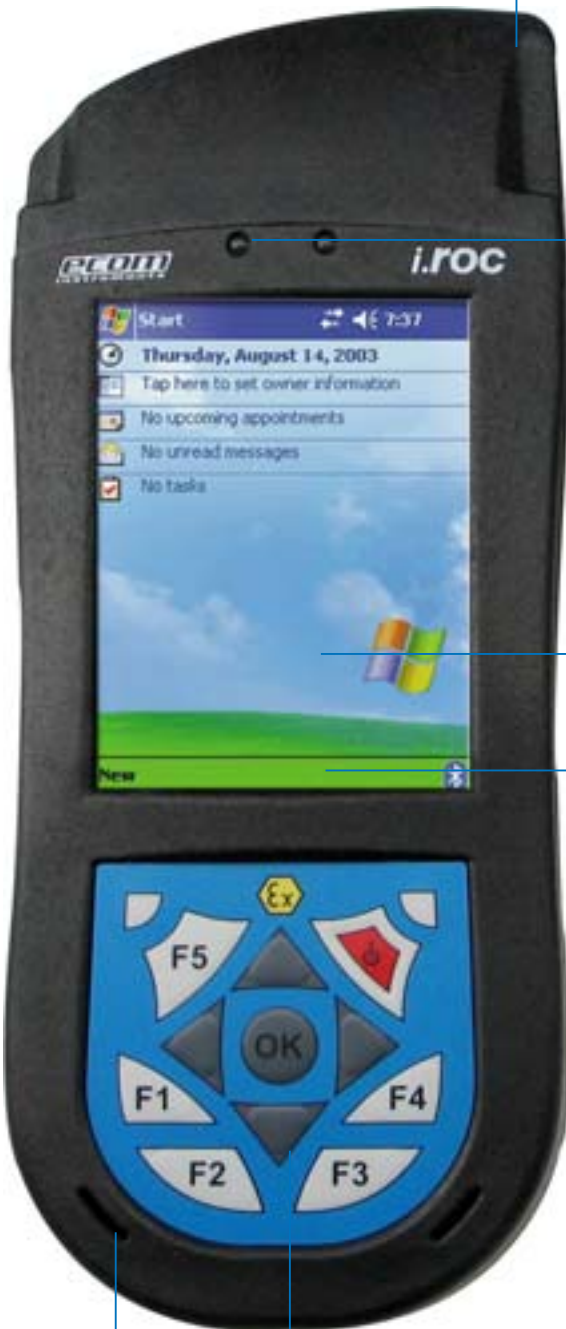 ecom
INSTRUMENTS
i.roc
Start 7:37
Thursday, August 14, 2003
Tap here to set owner information
No upcoming appointments
No unread messages
No tasks
New
Ex
F5
OK
F1 F4
F2 F3